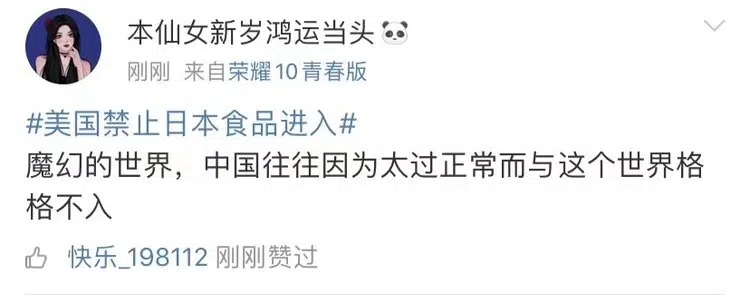 本仙女新岁鸿运当头🐼
刚刚 来自荣耀10青春版
#美国禁止日本食品进入#
魔幻的世界，中国往往因为太过正常而与这个世界格
格不入
快乐_198112 刚刚赞过